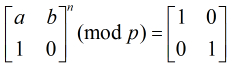 [a b; 1 0]^n (mod p) = [1 0; 0 1]